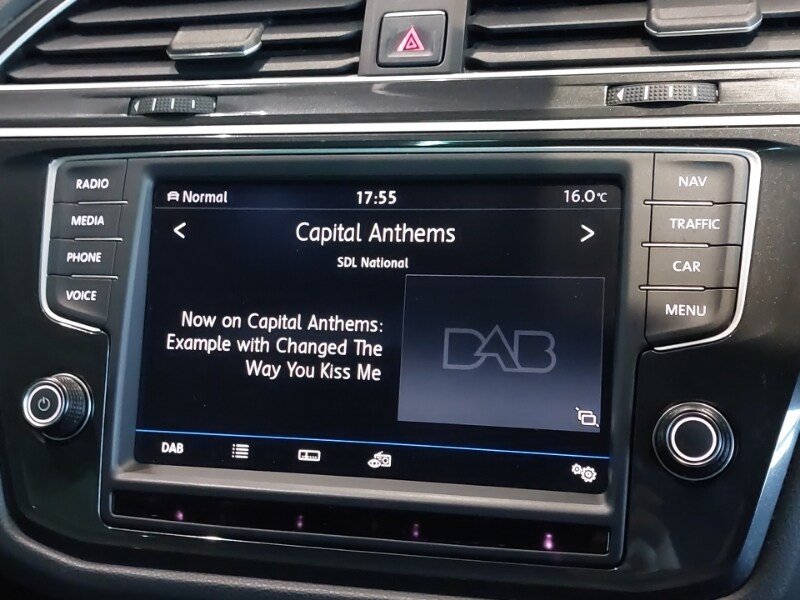 RADIO
MEDIA
PHONE
VOICE
Normal 17:55 16.0°C
< Capital Anthems >
SDL National
Now on Capital Anthems:
Example with Changed The
Way You Kiss Me
DAB
DAB
NAV
TRAFFIC
CAR
MENU